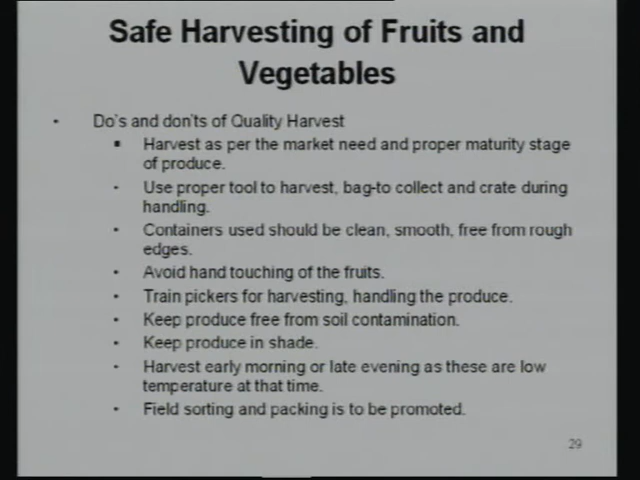 Safe Harvesting of Fruits and
Vegetables
• Do's and don'ts of Quality Harvest
▪ Harvest as per the market need and proper maturity stage
of produce.
• Use proper tool to harvest, bag-to collect and crate during
handling.
• Containers used should be clean, smooth, free from rough
edges.
• Avoid hand touching of the fruits.
• Train pickers for harvesting, handling the produce.
• Keep produce free from soil contamination.
• Keep produce in shade.
• Harvest early morning or late evening as these are low
temperature at that time.
• Field sorting and packing is to be promoted.
29